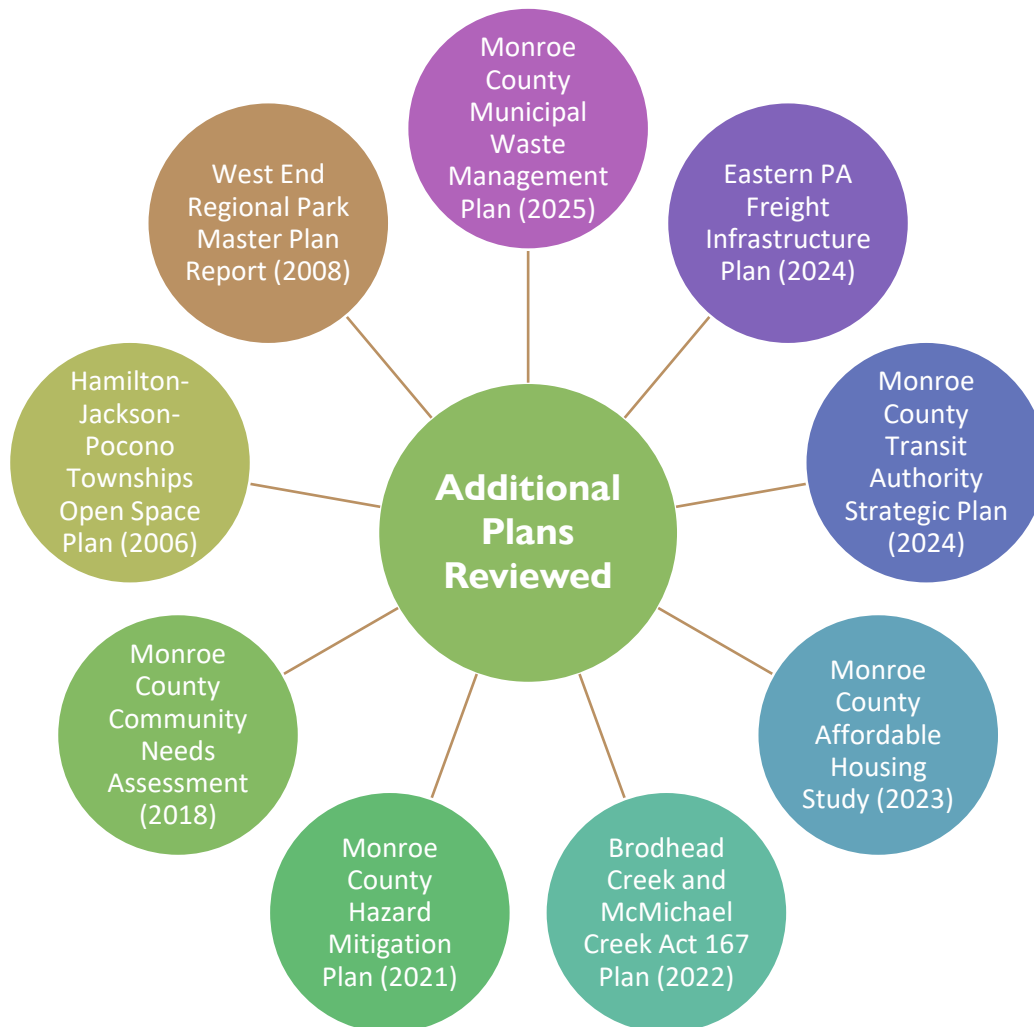 Monroe
County
Municipal
Waste
Management
Plan (2025)
Eastern PA
Freight
Infrastructure
Plan (2024)
Monroe
County
Transit
Authority
Strategic Plan
(2024)
Monroe
County
Affordable
Housing
Study (2023)
Brodhead
Creek and
McMichael
Creek Act 167
Plan (2022)
Monroe
County
Hazard
Mitigation
Plan (2021)
Monroe
County
Community
Needs
Assessment
(2018)
Hamilton-
Jackson-
Pocono
Townships
Open Space
Plan (2006)
West End
Regional Park
Master Plan
Report (2008)
Additional
Plans
Reviewed